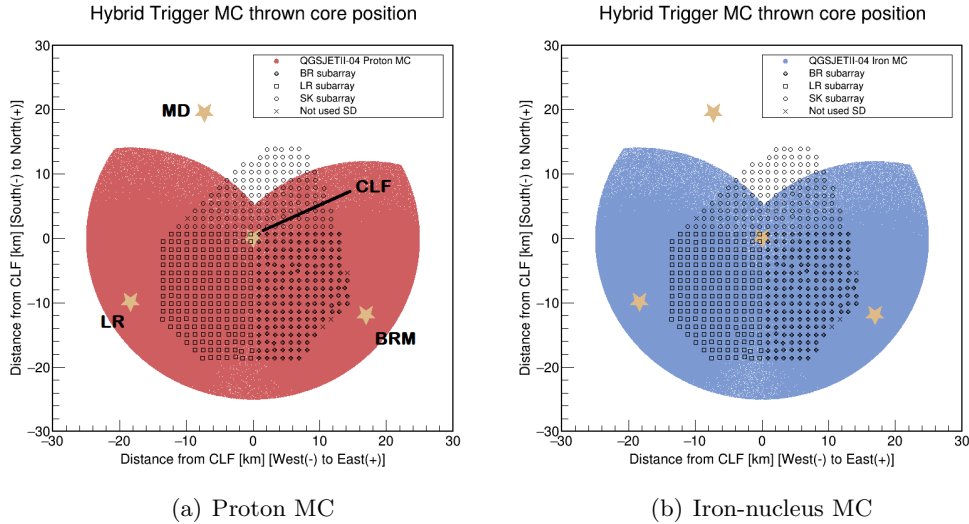 Hybrid Trigger MC thrown core position
Distance from CLF [km] [South(-) to North(+)]
30
20
10
0
−10
−20
−30
QGSJETII-04 Proton MC
BR subarray
LR subarray
SK subarray
Not used SD
MD
CLF
LR
BRM
−30 −20 −10 0 10 20 30
Distance from CLF [km] [West(-) to East(+)]
(a) Proton MC
Hybrid Trigger MC thrown core position
Distance from CLF [km] [South(-) to North(+)]
30
20
10
0
−10
−20
−30
QGSJETII-04 Iron MC
BR subarray
LR subarray
SK subarray
Not used SD
−30 −20 −10 0 10 20 30
Distance from CLF [km] [West(-) to East(+)]
(b) Iron-nucleus MC